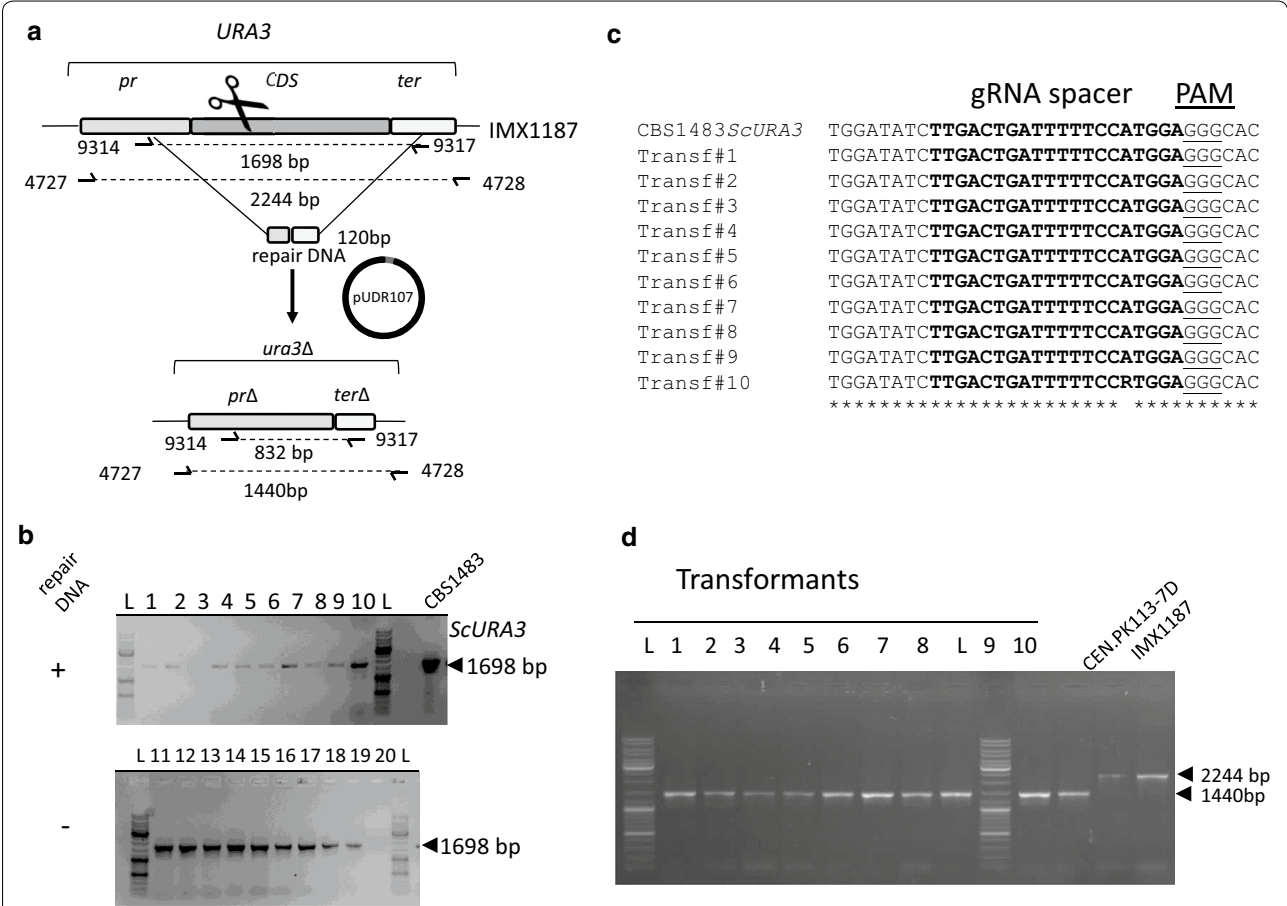 a
URA3
pr CDS ter
IMX1187
9314 9317
1698 bp
4727 4728
2244 bp
120bp
repair DNA
pUDR107
ura3Δ
prΔ terΔ
9314 9317
832 bp
4727 4728
1440bp
b
repair
DNA
L 1 2 3 4 5 6 7 8 9 10 L CBS1483
ScURA3
+ 1698 bp
L 11 12 13 14 15 16 17 18 19 20 L
- 1698 bp
c
gRNA spacer PAM
CBS1483ScURA3 TGGATATCTTGACTGATTTTTCCATGGAGGGCAC
Transf#1 TGGATATCTTGACTGATTTTTCCATGGAGGGCAC
Transf#2 TGGATATCTTGACTGATTTTTCCATGGAGGGCAC
Transf#3 TGGATATCTTGACTGATTTTTCCATGGAGGGCAC
Transf#4 TGGATATCTTGACTGATTTTTCCATGGAGGGCAC
Transf#5 TGGATATCTTGACTGATTTTTCCATGGAGGGCAC
Transf#6 TGGATATCTTGACTGATTTTTCCATGGAGGGCAC
Transf#7 TGGATATCTTGACTGATTTTTCCATGGAGGGCAC
Transf#8 TGGATATCTTGACTGATTTTTCCATGGAGGGCAC
Transf#9 TGGATATCTTGACTGATTTTTCCATGGAGGGCAC
Transf#10 TGGATATCTTGACTGATTTTTCCRTGGAGGGCAC
*********************** **********
d
Transformants
L 1 2 3 4 5 6 7 8 L 9 10 CEN.PK113-7D IMX1187
2244 bp
1440bp